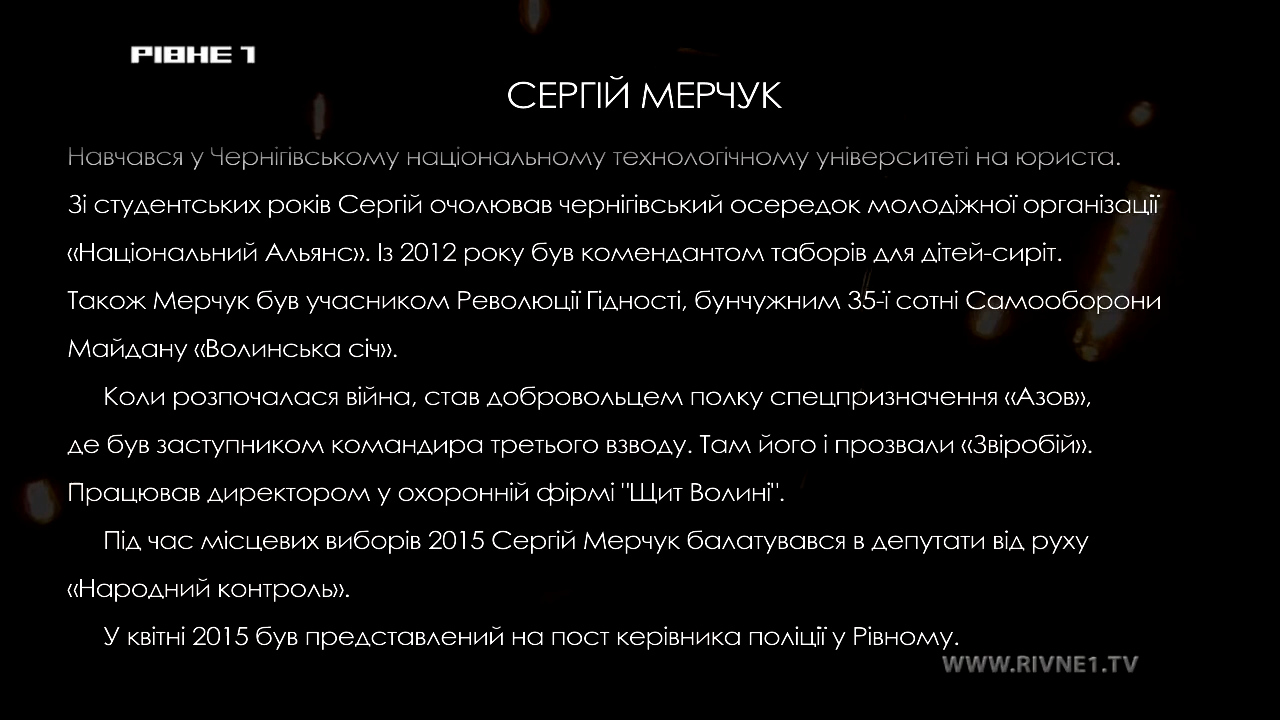 РІВНЕ 1
СЕРГІЙ МЕРЧУК
Навчався у Чернігівському національному технологічному університеті на юриста.
Зі студентських років Сергій очолював чернігівський осередок молодіжної організації
«Національний Альянс». Із 2012 року був комендантом таборів для дітей-сиріт.
Також Мерчук був учасником Революції Гідності, бунчужним 35-ї сотні Самооборони
Майдану «Волинська січ».
Коли розпочалася війна, став добровольцем полку спецпризначення «Азов»,
де був заступником командира третього взводу. Там його і прозвали «Звіробій».
Працював директором у охоронній фірмі "Щит Волині".
Під час місцевих виборів 2015 Сергій Мерчук балатувався в депутати від руху
«Народний контроль».
У квітні 2015 був представлений на пост керівника поліції у Рівному.
WWW.RIVNE1.TV